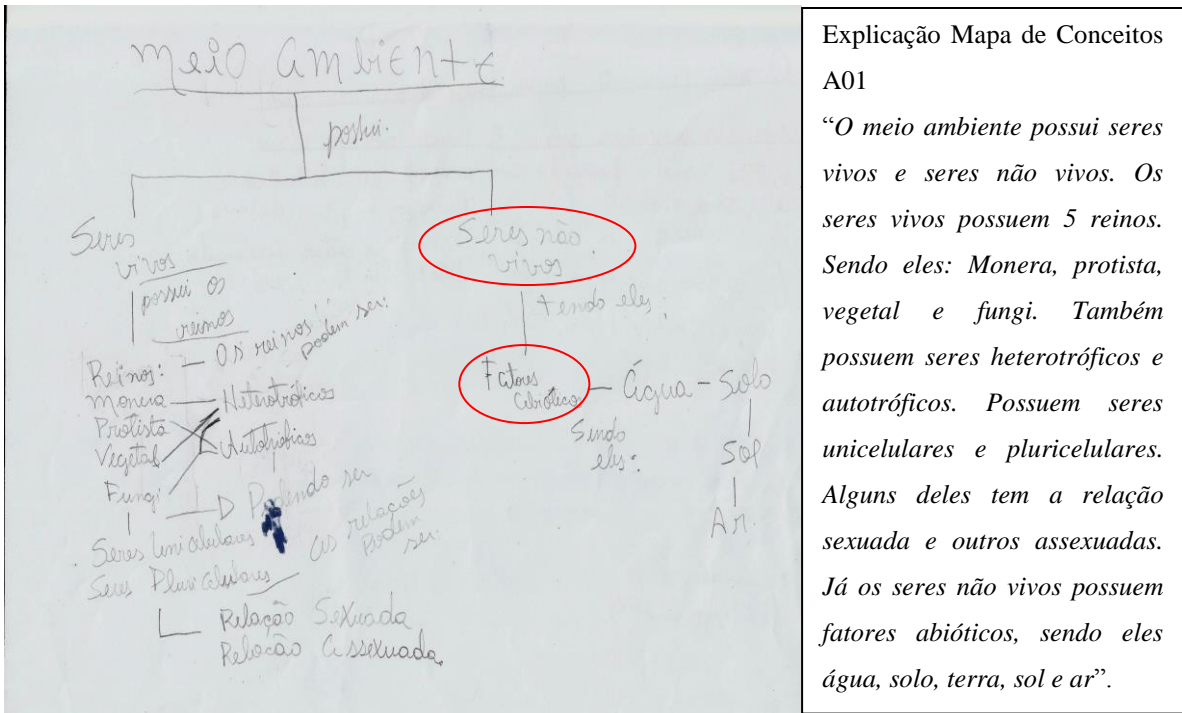 Meio Ambiente
possui.
Seres
vivos
possui os
reinos
Reinos: — Os reinos podem ser:
Monera — Heterotróficos
Protista
Vegetal Autotróficos
Fungi
Podendo ser
Seres Unicelulares
Seres Pluricelulares
As relações
podem
ser:
Relação Sexuada
Relação Assexuada
Seres não
vivos
tendo eles:
Fatores
Abióticos — Água - Solo
Sendo
eles:
Sol
Ar.
Explicação Mapa de Conceitos
A01
“O meio ambiente possui seres
vivos e seres não vivos. Os
seres vivos possuem 5 reinos.
Sendo eles: Monera, protista,
vegetal e fungi. Também
possuem seres heterotróficos e
autotróficos. Possuem seres
unicelulares e pluricelulares.
Alguns deles tem a relação
sexuada e outros assexuadas.
Já os seres não vivos possuem
fatores abióticos, sendo eles
água, solo, terra, sol e ar”.